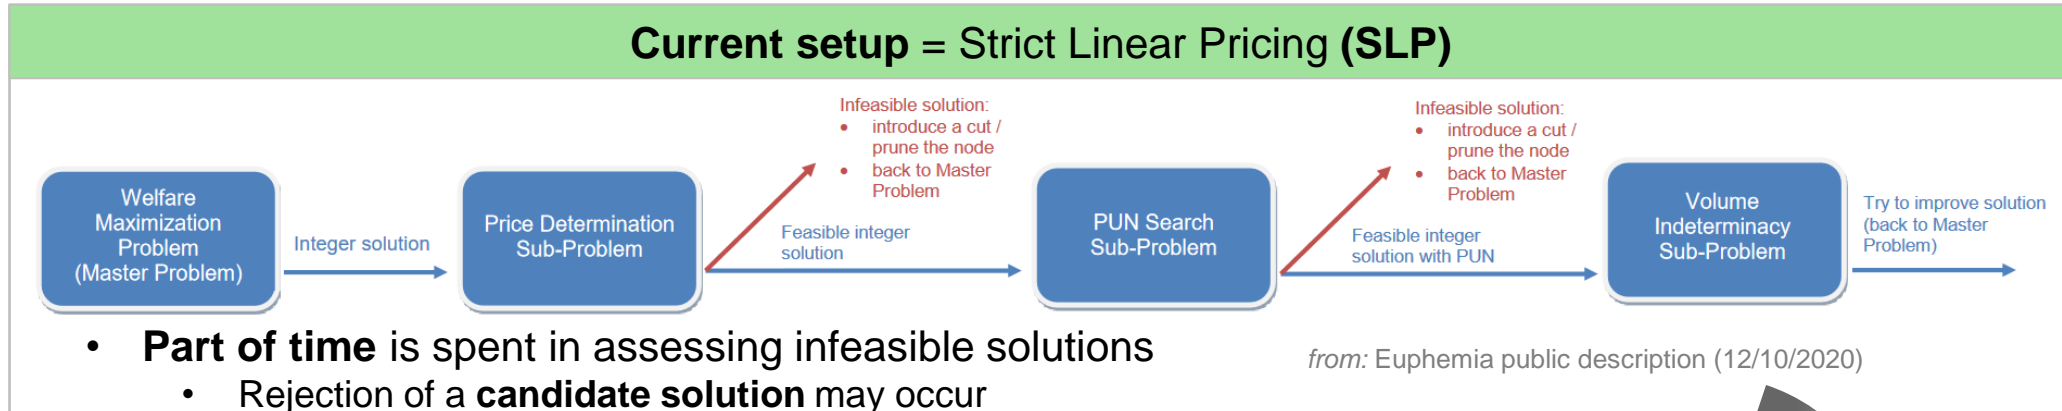 Current setup = Strict Linear Pricing (SLP)
Welfare
Maximization
Problem
(Master Problem)
Integer solution
Price Determination
Sub-Problem
Infeasible solution:
• introduce a cut /
prune the node
• back to Master
Problem
Feasible integer
solution
PUN Search
Sub-Problem
Infeasible solution:
• introduce a cut /
prune the node
• back to Master
Problem
Feasible integer
solution with PUN
Volume
Indeterminacy
Sub-Problem
Try to improve solution
(back to Master
Problem)
• Part of time is spent in assessing infeasible solutions
• Rejection of a candidate solution may occur
from: Euphemia public description (12/10/2020)